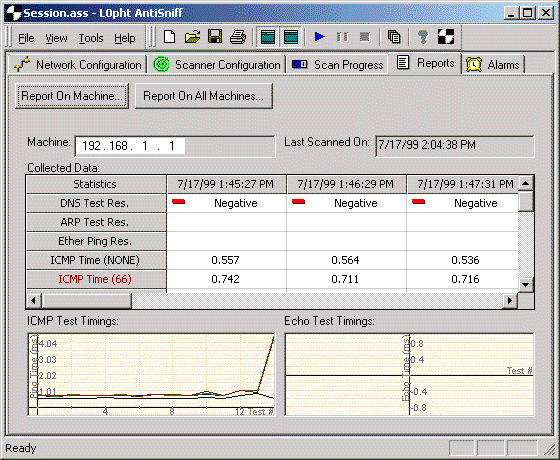 Session.ass - L0pht AntiSniff
File View Tools Help
Network Configuration Scanner Configuration Scan Progress Reports Alarms
Report On Machine... Report On All Machines...
Machine: 192.168. 1 . 1 Last Scanned On: 7/17/99 2:04:38 PM
Collected Data:
Statistics 7/17/99 1:45:27 PM 7/17/99 1:46:29 PM 7/17/99 1:47:31 PM
DNS Test Res. Negative Negative Negative
ARP Test Res.
Ether Ping Res.
ICMP Time (NONE) 0.557 0.564 0.536
ICMP Time (66) 0.742 0.711 0.716
ICMP Test Timings: Echo Test Timings:
Ping Time (ms)
4.04
3.03
2.02
1.01
4 8 12 Test #
Echo Time (ms)
0.8
0.4
Test #
-0.4
-0.8
Ready